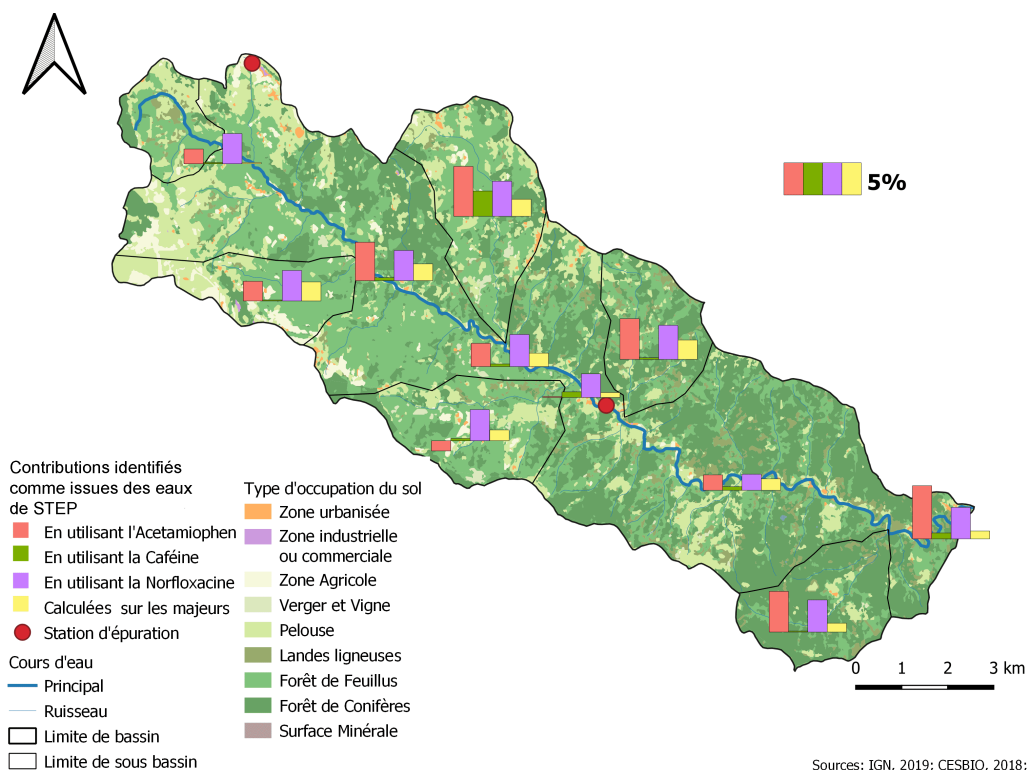 5%
Contributions identifiés
comme issues des eaux
de STEP
En utilisant l'Acetamiophen
En utilisant la Caféine
En utilisant la Norfloxacine
Calculées sur les majeurs
Station d'épuration
Cours d'eau
Principal
Ruisseau
Limite de bassin
Limite de sous bassin
Type d'occupation du sol
Zone urbanisée
Zone industrielle
ou commerciale
Zone Agricole
Verger et Vigne
Pelouse
Landes ligneuses
Forêt de Feuillus
Forêt de Conifères
Surface Minérale
0 1 2 3 km
Sources: IGN, 2019; CESBIO, 2018;